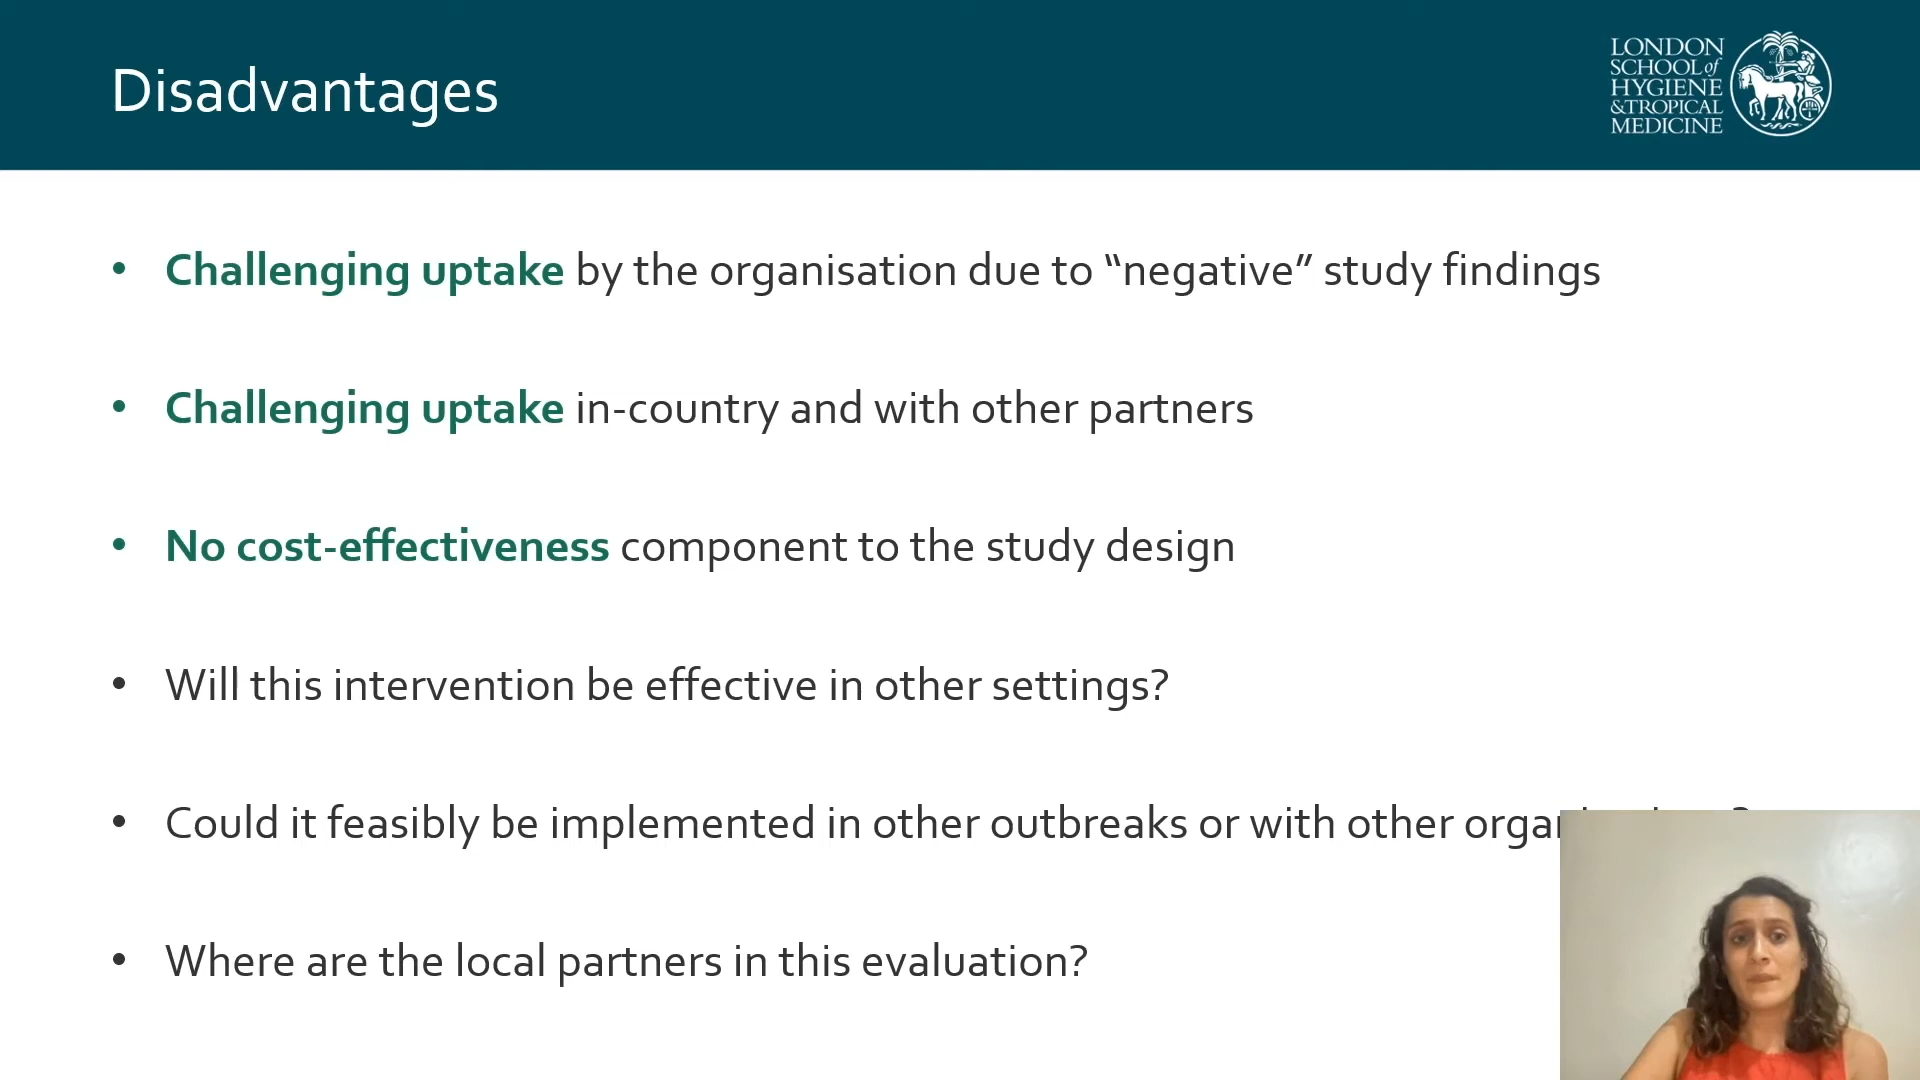 Disadvantages
LONDON
SCHOOL of
HYGIENE
& TROPICAL
MEDICINE
• Challenging uptake by the organisation due to “negative” study findings
• Challenging uptake in-country and with other partners
• No cost-effectiveness component to the study design
• Will this intervention be effective in other settings?
• Could it feasibly be implemented in other outbreaks or with other
• Where are the local partners in this evaluation?